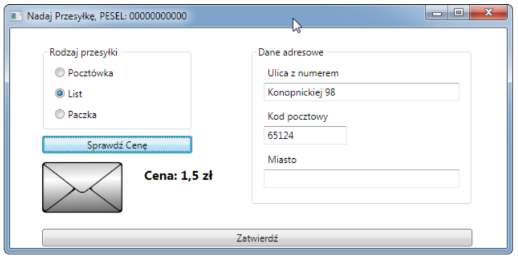 Nadaj Przesyłkę, PESEL: 00000000000
Rodzaj przesyłki
Pocztówka
List
Paczka
Sprawdź Cenę
Cena: 1,5 zł
Dane adresowe
Ulica z numerem
Konopnickiej 98
Kod pocztowy
65124
Miasto
Zatwierdź